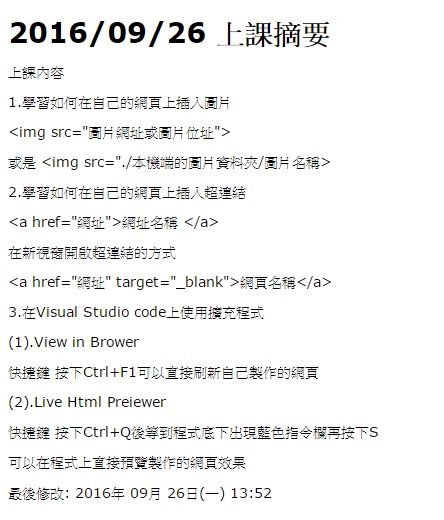 2016/09/26 上課摘要
上課內容
1.學習如何在自己的網頁上插入圖片
<img src="圖片網址或圖片位址">
或是 <img src="./本機端的圖片資料夾/圖片名稱>
2.學習如何在自己的網頁上插入超連結
<a href="網址">網址名稱 </a>
在新視窗開啟超連結的方式
<a href="網址" target="_blank">網頁名稱</a>
3.在Visual Studio code上使用擴充程式
(1).View in Brower
快捷鍵 按下Ctrl+F1可以直接刷新自己製作的網頁
(2).Live Html Preiewer
快捷鍵 按下Ctrl+Q後等到程式底下出現藍色指令欄再按下S
可以在程式上直接預覽製作的網頁效果
最後修改: 2016年 09月 26日(一) 13:52